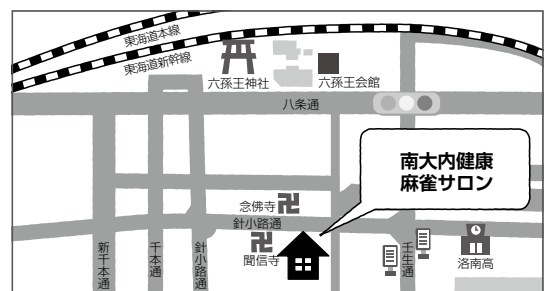 東海道本線
東海道新幹線
六孫王神社
六孫王会館
八条通
南大内健康
麻雀サロン
念佛寺
針小路通
聞信寺
新千本通
千本通
針小路通
壬生通
洛南高